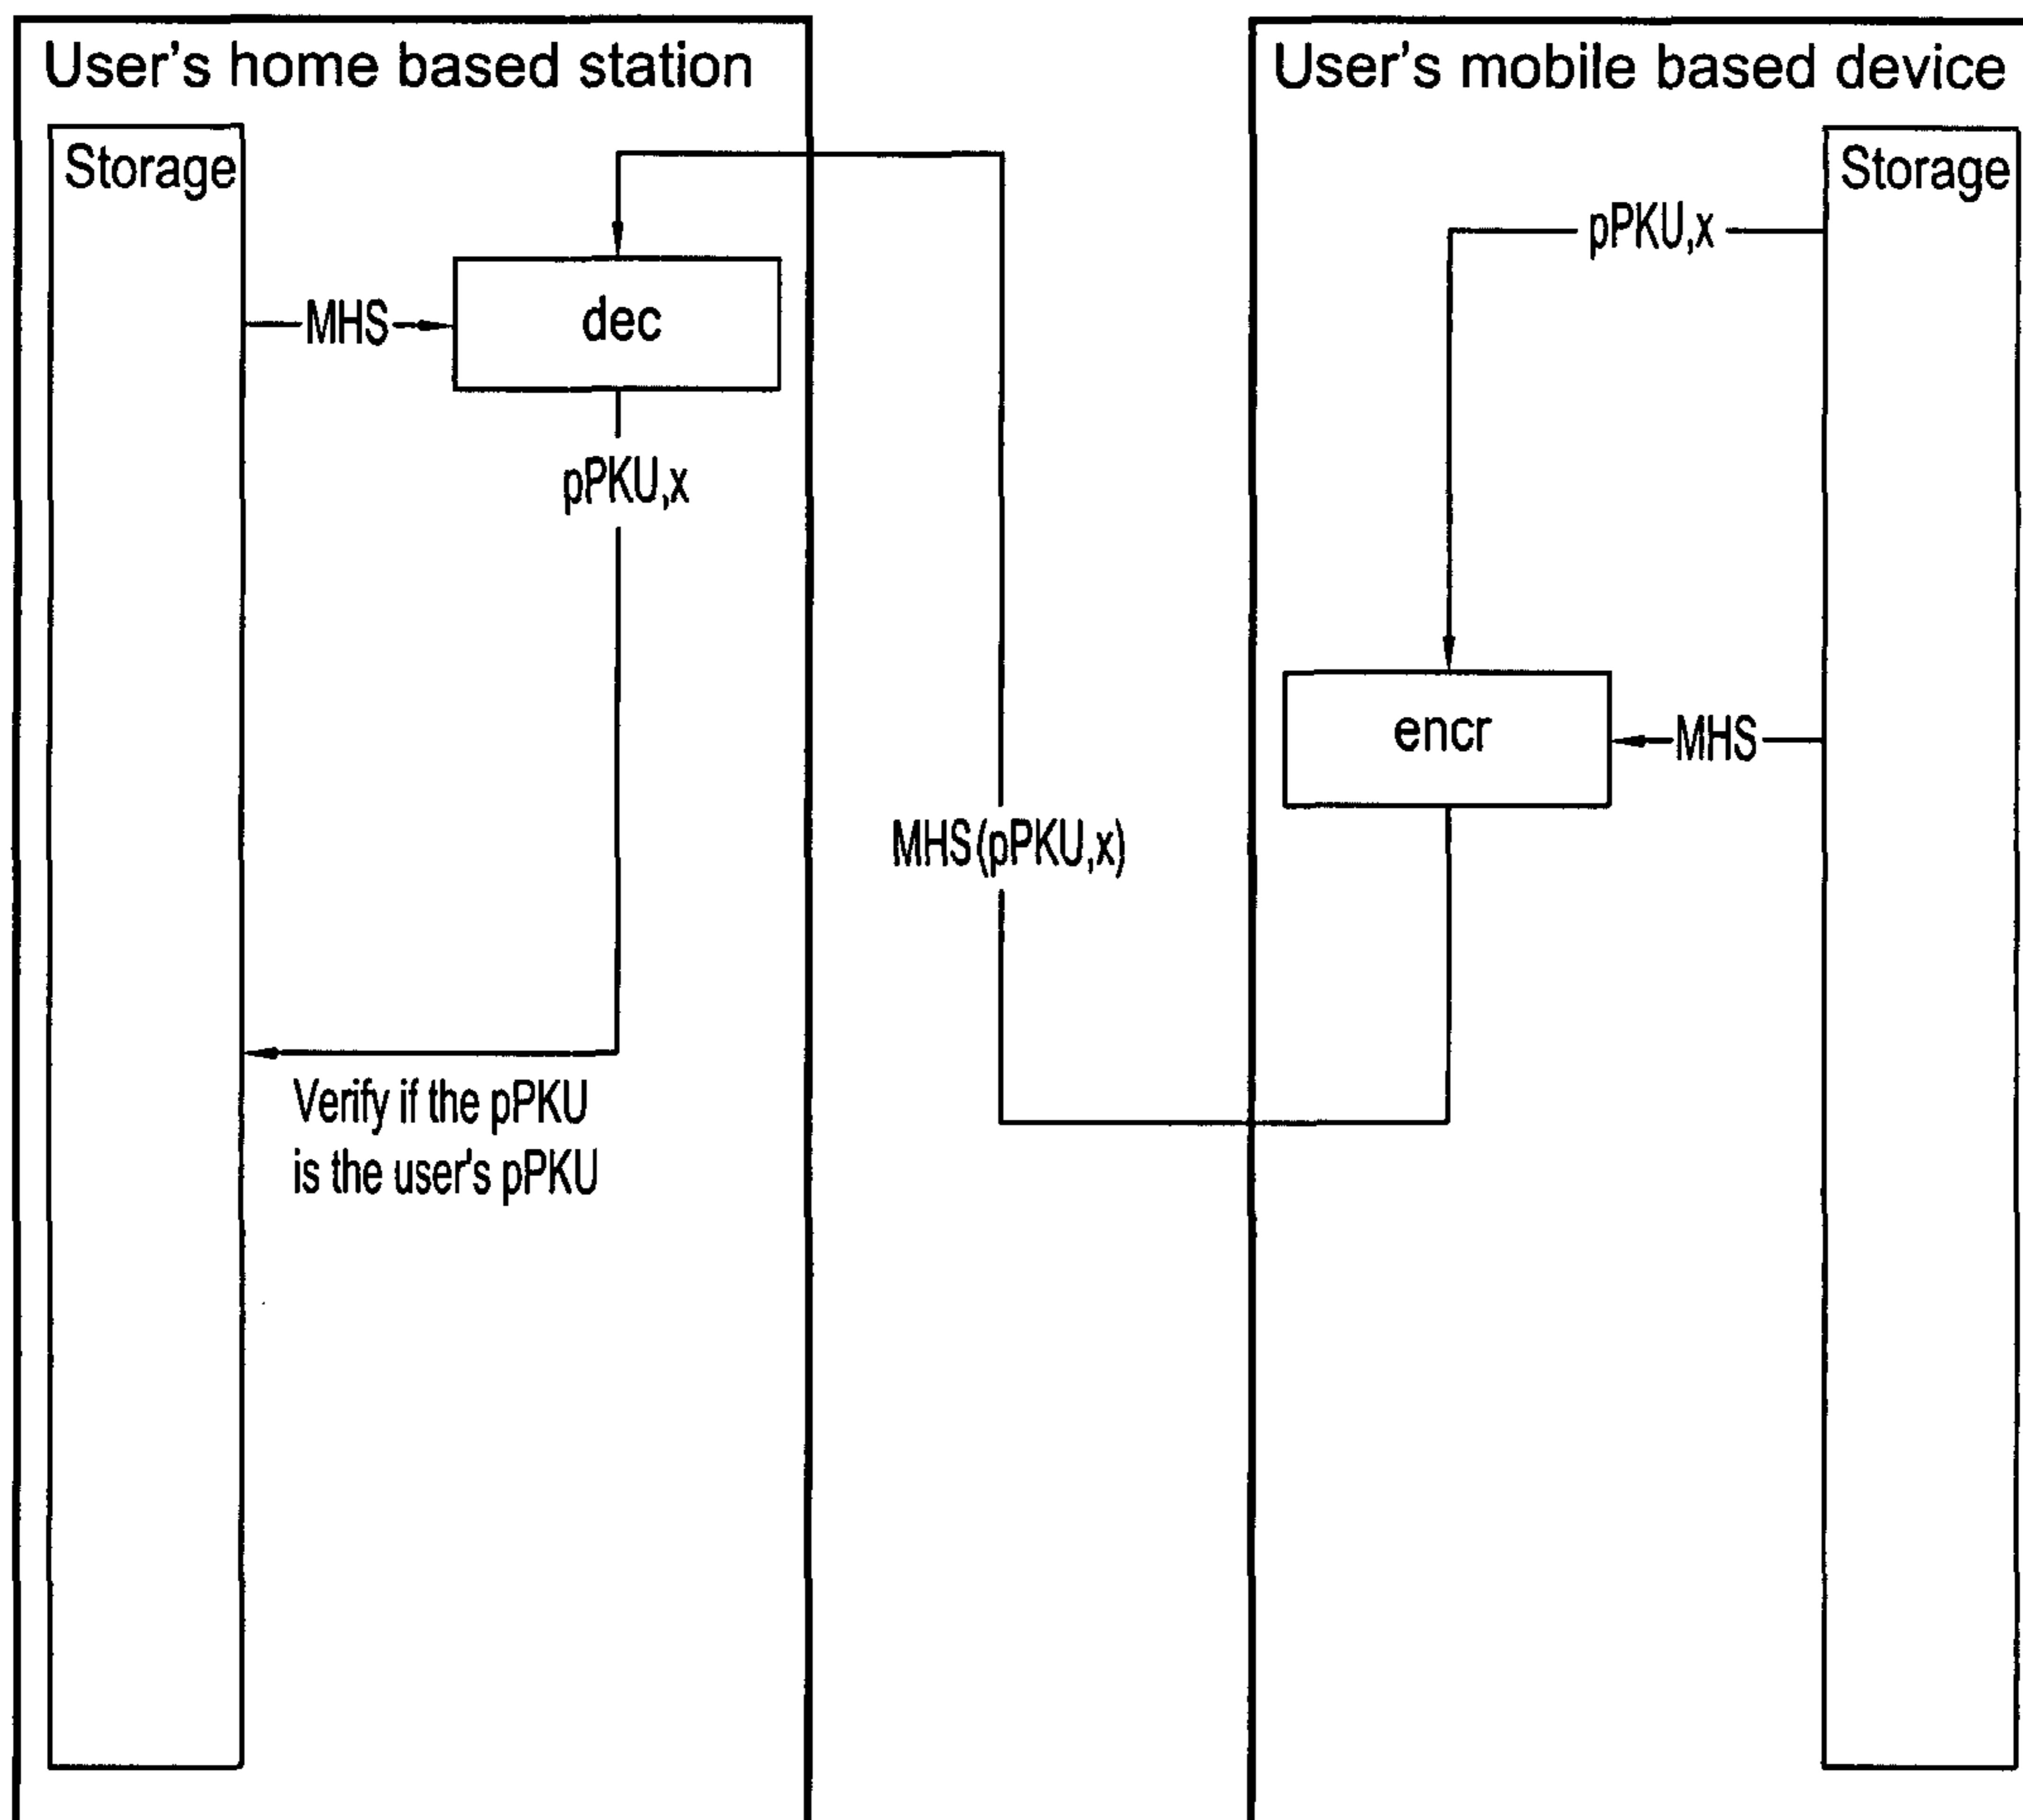 User's home based station
Storage
MHS
dec
pPKU,x
Verify if the pPKU
is the user's pPKU
MHS(pPKU,x)
User's mobile based device
Storage
pPKU,x
encr
MHS